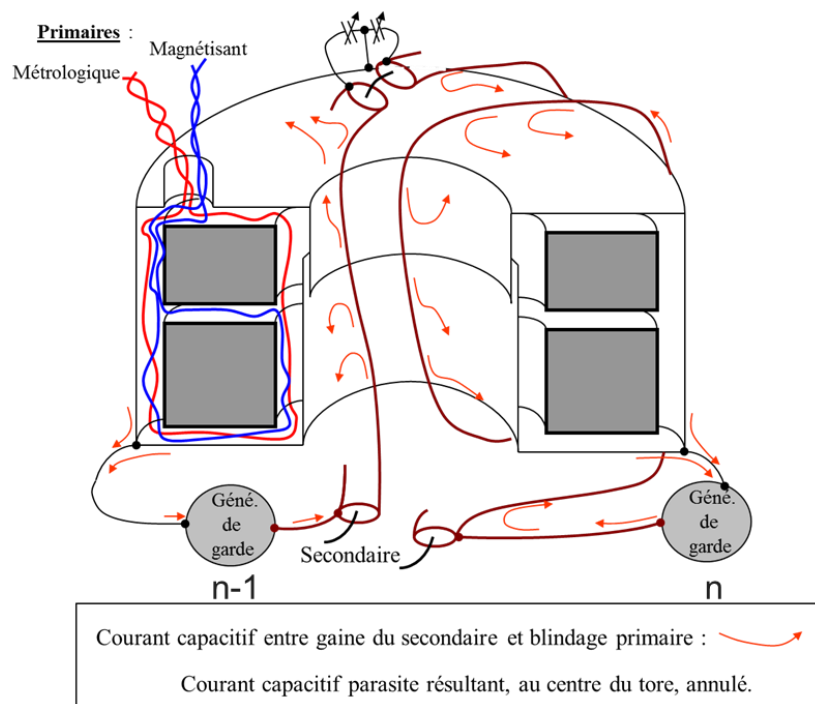 Primaires :
Magnétisant
Métrologique
Géné.
de
garde
Géné.
de
garde
Secondaire
n-1
n
Courant capacitif entre gaine du secondaire et blindage primaire :
Courant capacitif parasite résultant, au centre du tore, annulé.